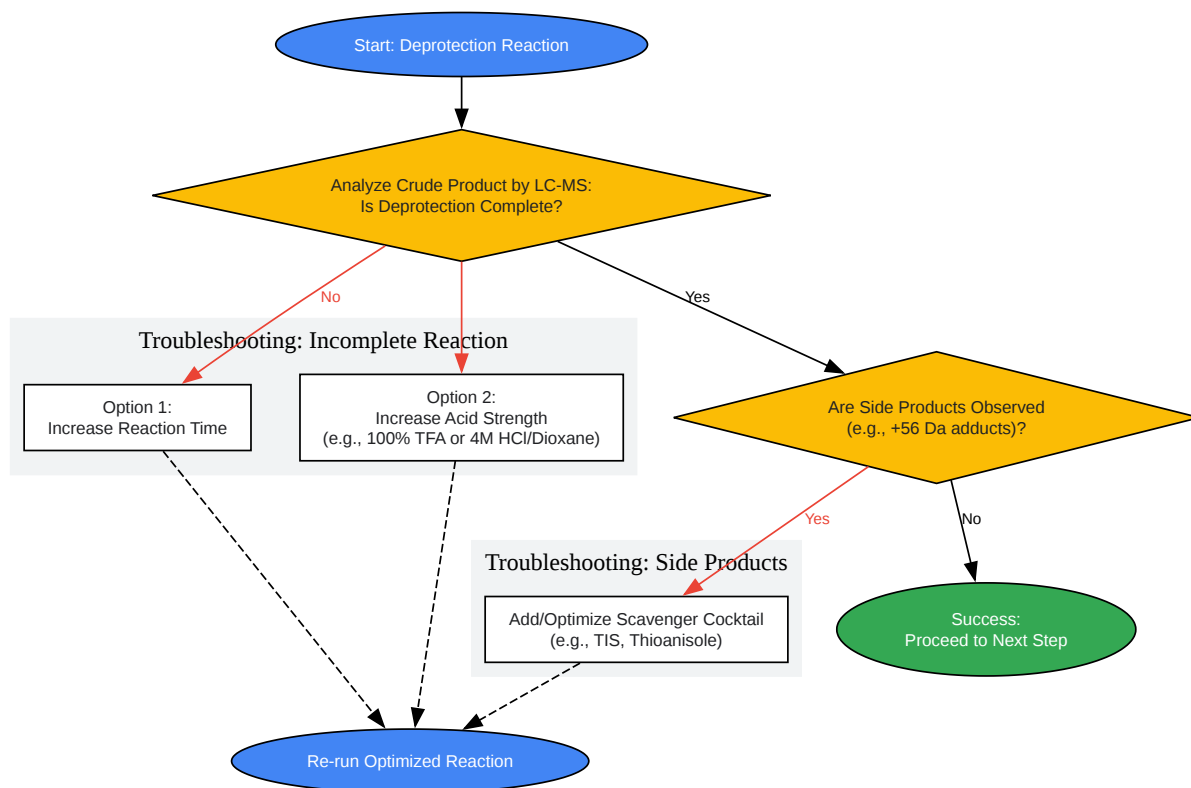 Start: Deprotection Reaction
Analyze Crude Product by LC-MS:
Is Deprotection Complete?
No
Yes
Troubleshooting: Incomplete Reaction
Option 1:
Increase Reaction Time
Option 2:
Increase Acid Strength
(e.g., 100% TFA or 4M HCl/Dioxane)
Are Side Products Observed
(e.g., +56 Da adducts)?
Yes
No
Troubleshooting: Side Products
Add/Optimize Scavenger Cocktail
(e.g., TIS, Thioanisole)
Success:
Proceed to Next Step
Re-run Optimized Reaction